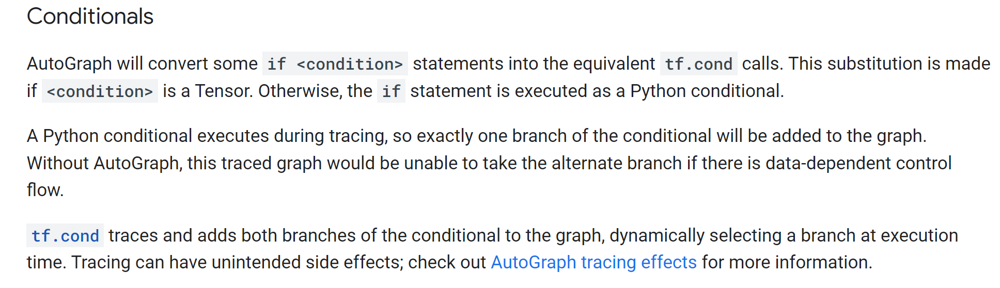 Conditionals
AutoGraph will convert some if <condition> statements into the equivalent tf.cond calls. This substitution is made
if <condition> is a Tensor. Otherwise, the if statement is executed as a Python conditional.
A Python conditional executes during tracing, so exactly one branch of the conditional will be added to the graph.
Without AutoGraph, this traced graph would be unable to take the alternate branch if there is data-dependent control
flow.
tf.cond traces and adds both branches of the conditional to the graph, dynamically selecting a branch at execution
time. Tracing can have unintended side effects; check out AutoGraph tracing effects for more information.